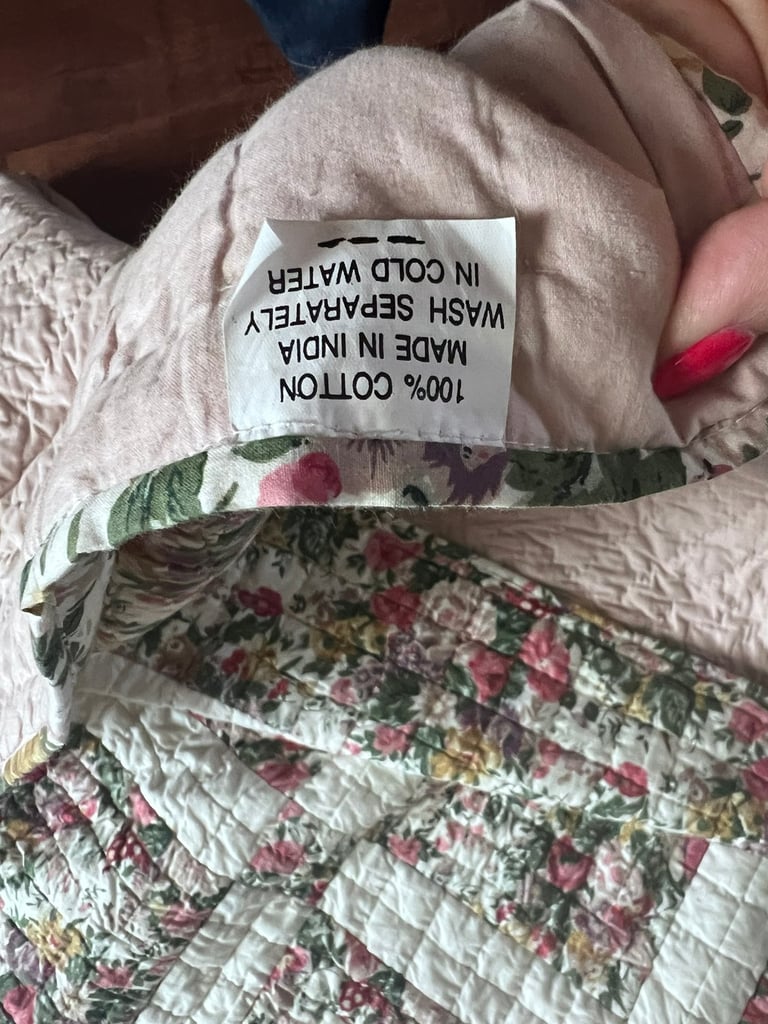 100% COTTON
MADE IN INDIA
WASH SEPARATELY
IN COLD WATER